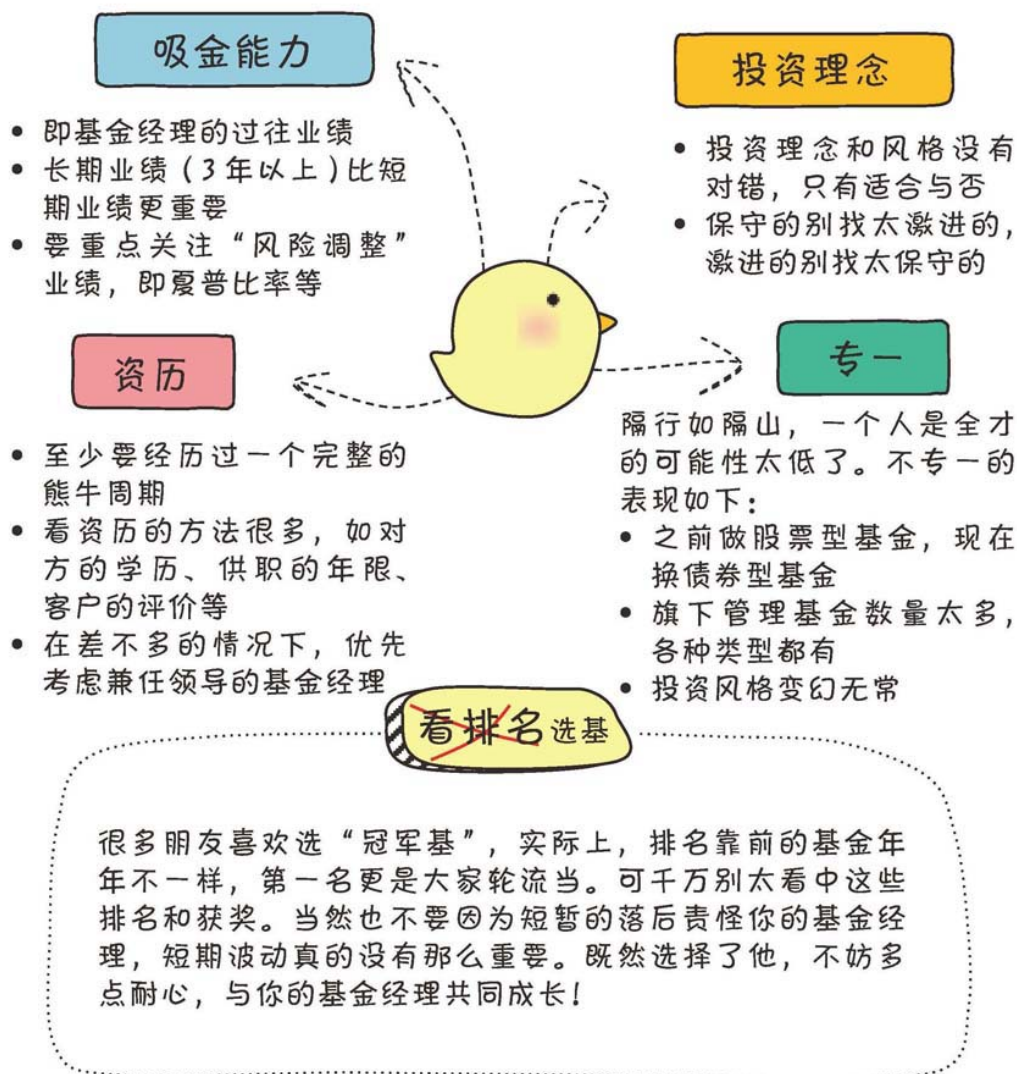 吸金能力
• 即基金经理的过往业绩
• 长期业绩（3年以上）比短
期业绩更重要
• 要重点关注“风险调整”
业绩，即夏普比率等
投资理念
• 投资理念和风格没有
对错，只有适合与否
• 保守的别找太激进的，
激进的别找太保守的
资历
• 至少要经历过一个完整的
熊牛周期
• 看资历的方法很多，如对
方的学历、供职的年限、
客户的评价等
• 在差不多的情况下，优先
考虑兼任领导的基金经理
专一
隔行如隔山，一个人是全才
的可能性太低了。不专一的
表现如下：
• 之前做股票型基金，现在
换债券型基金
• 旗下管理基金数量太多，
各种类型都有
• 投资风格变幻无常
看排名选基
很多朋友喜欢选“冠军基”，实际上，排名靠前的基金年
年不一样，第一名更是大家轮流当。可千万别太看中这些
排名和获奖。当然也不要因为短暂的落后责怪你的基金经
理，短期波动真的没有那么重要。既然选择了他，不妨多
点耐心，与你的基金经理共同成长！